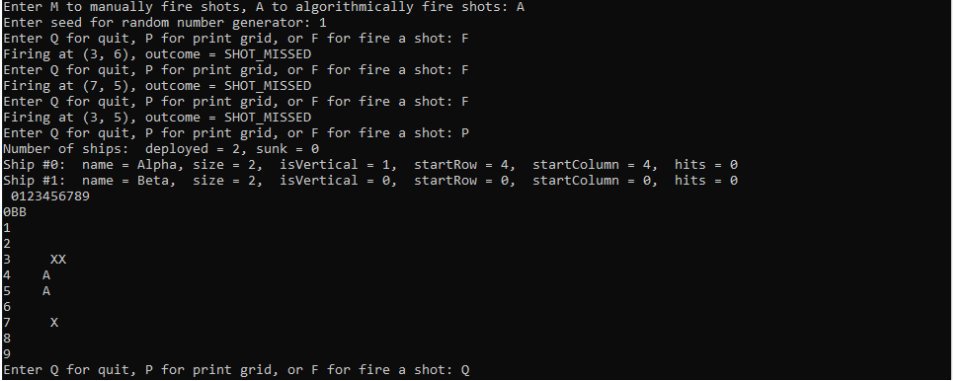 Enter M to manually fire shots, A to algorithmically fire shots: A
Enter seed for random number generator: 1
Enter Q for quit, P for print grid, or F for fire a shot: F
Firing at (3, 6), outcome = SHOT_MISSED
Enter Q for quit, P for print grid, or F for fire a shot: F
Firing at (7, 5), outcome = SHOT_MISSED
Enter Q for quit, P for print grid, or F for fire a shot: F
Firing at (3, 5), outcome = SHOT_MISSED
Enter Q for quit, P for print grid, or F for fire a shot: P
Number of ships:  deployed = 2, sunk = 0
Ship #0:  name = Alpha, size = 2,  isVertical = 1,  startRow = 4,  startColumn = 4,  hits = 0
Ship #1:  name = Beta,  size = 2,  isVertical = 0,  startRow = 0,  startColumn = 0,  hits = 0
 0123456789
0BB
1
2
3     XX
4    A
5    A
6
7     X
8
9
Enter Q for quit, P for print grid, or F for fire a shot: Q